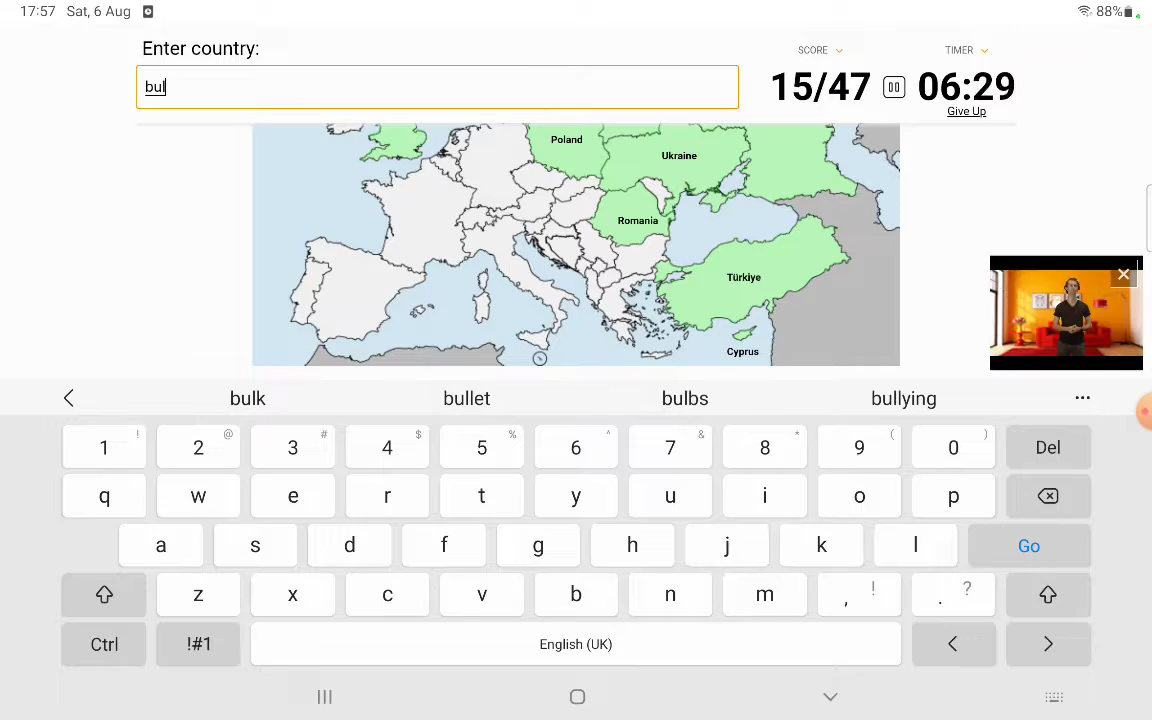 17:57 Sat, 6 Aug 88%
Enter country:
SCORE TIMER
bul
15/47 06:29
Give Up
Poland
Ukraine
Romania
Türkiye
Cyprus
bulk bullet bulbs bullying ...
1 ! 2 @ 3 # 4 $ 5 % 6 ^ 7 & 8 * 9 ( 0 ) Del
q w e r t y u i o p
a s d f g h j k l Go
z x c v b n m , ! . ?
Ctrl !#1 English (UK) < >